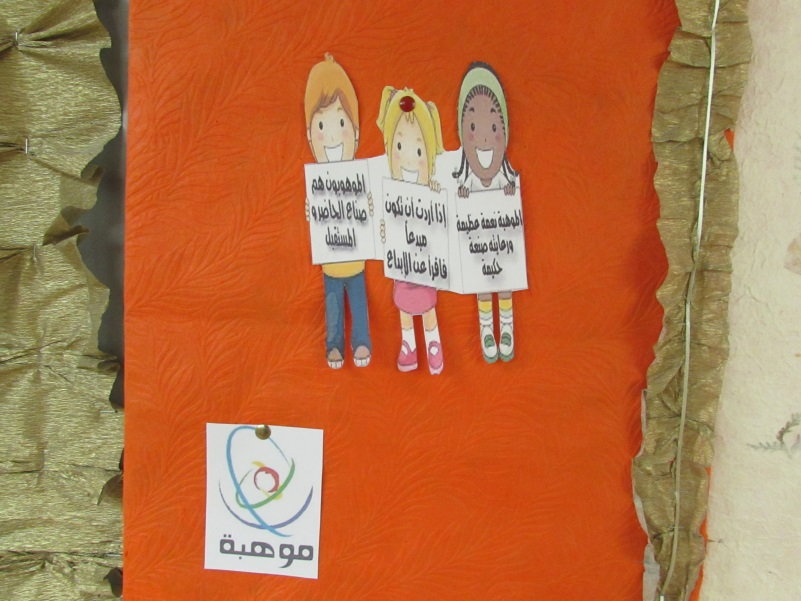 الموهوبون هم
صناع الحاضر و
المستقبل
إذا أردت أن تكون
مبدعاً
فاقرأ عن الإبداع
الموهبة نعمة عظيمة
ورعايته صنعة
حكيمة
موهبة